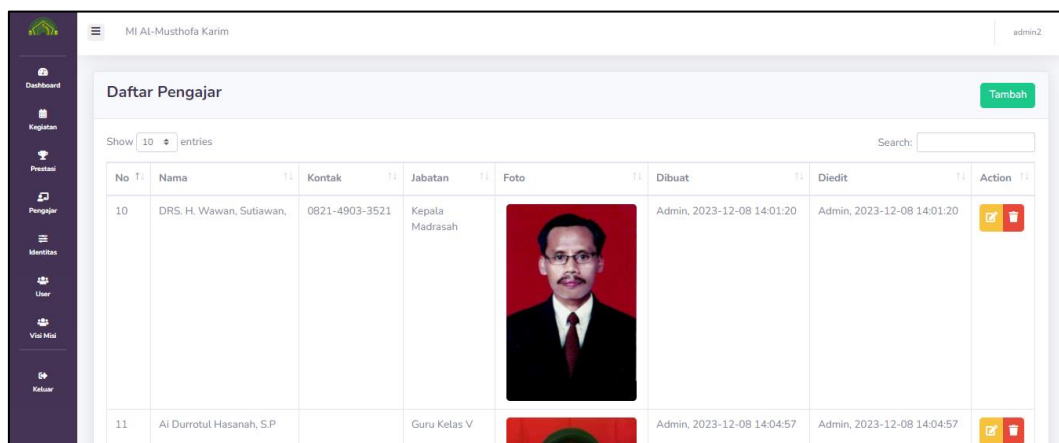 MI Al-Musthofa Karim
admin2
Dashboard
Kegiatan
Prestasi
Pengajar
Identitas
User
Visi Misi
Keluar
Daftar Pengajar
Tambah
Show 10 entries
Search:
No Nama Kontak Jabatan Foto Dibuat Diedit Action
10 DRS. H. Wawan, Sutiawan, 0821-4903-3521 Kepala Admin, 2023-12-08 14:01:20 Admin, 2023-12-08 14:01:20
Madrasah
11 Ai Durrotul Hasanah, S.P Guru Kelas V Admin, 2023-12-08 14:04:57 Admin, 2023-12-08 14:04:57